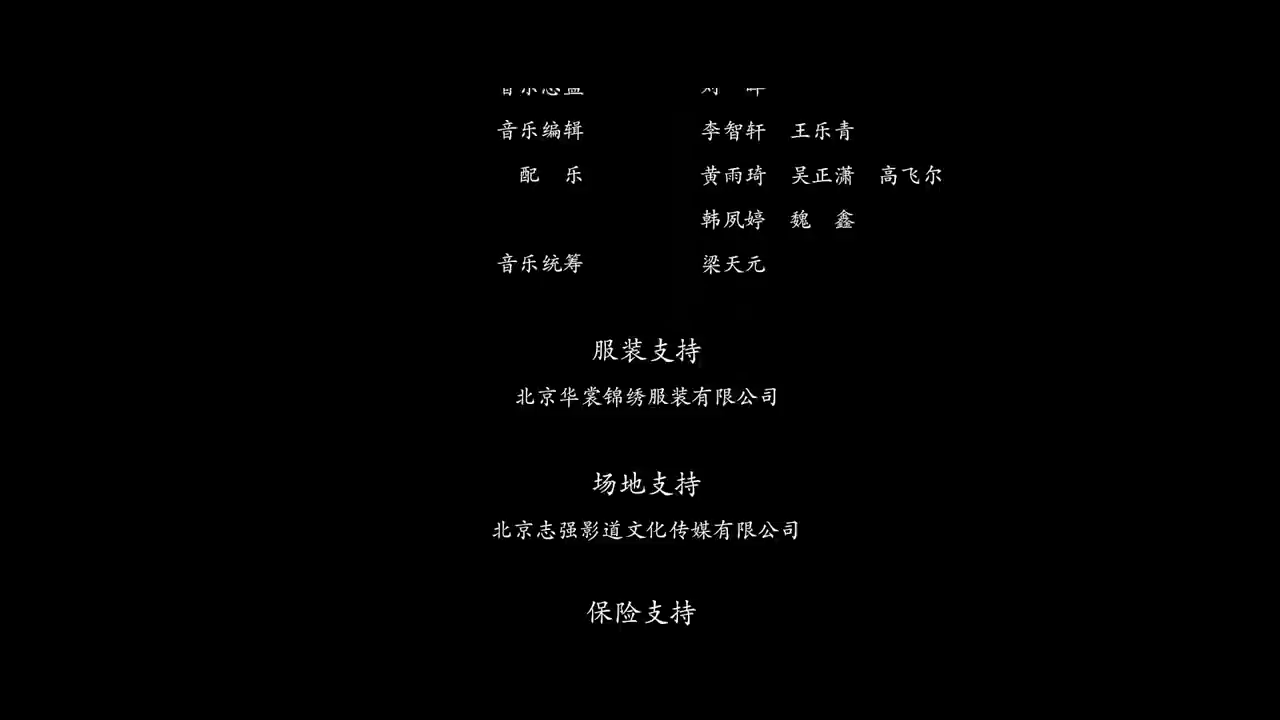 音乐编辑 李智轩 王乐青
配 乐 黄雨琦 吴正潇 高飞尔
韩夙婷 魏 鑫
音乐统筹 梁天元
服装支持
北京华裳锦绣服装有限公司
场地支持
北京志强影道文化传媒有限公司
保险支持